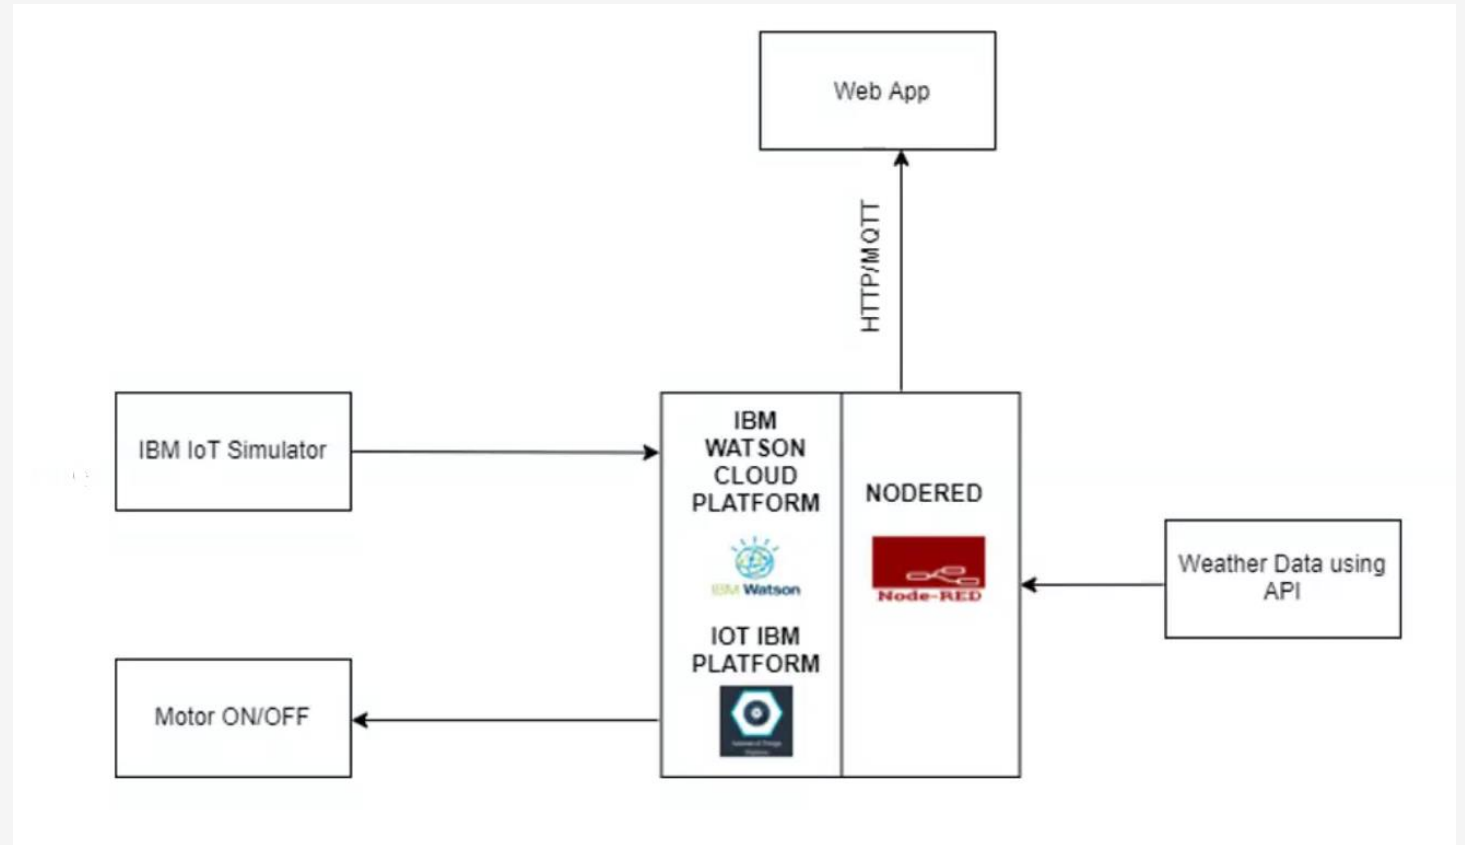 Web App
HTTP/MQTT
IBM IoT Simulator
IBM
WATSON
CLOUD
PLATFORM
IBM Watson
IOT IBM
PLATFORM
NODERED
Node-RED
Weather Data using
API
Motor ON/OFF